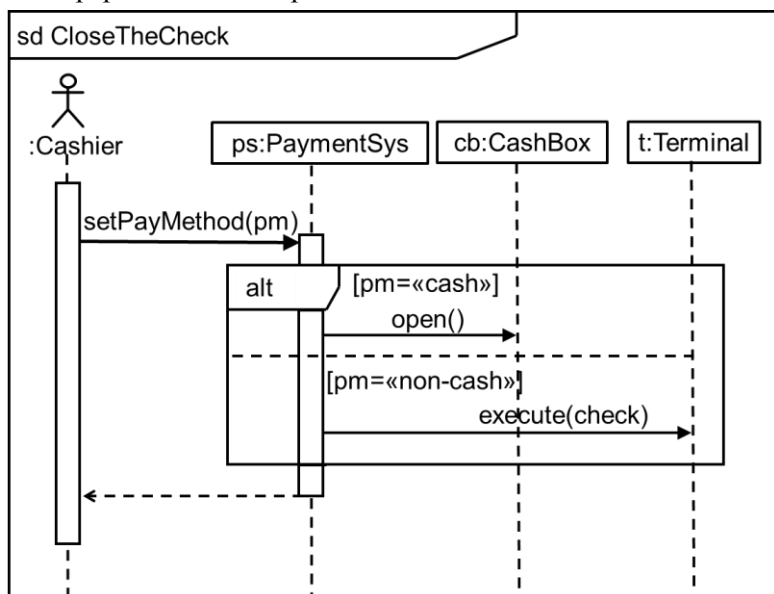 sd CloseTheCheck
:Cashier
ps:PaymentSys
cb:CashBox
t:Terminal
setPayMethod(pm)
alt
[pm=«cash»]
open()
[pm=«non-cash»]
execute(check)